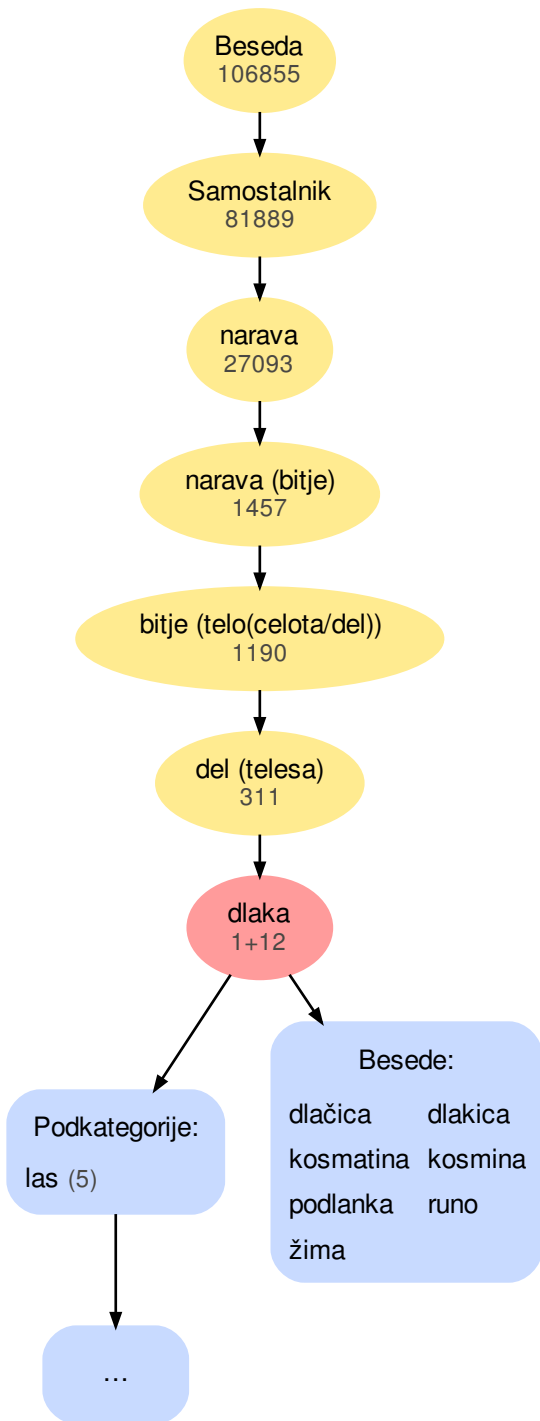 Beseda
106855
Samostalnik
81889
narava
27093
narava (bitje)
1457
bitje (telo(celota/del))
1190
del (telesa)
311
dlaka
1+12
Besede:
dlačica dlakica
kosmatina kosmina
podlanka runo
žima
Podkategorije:
las (5)
...